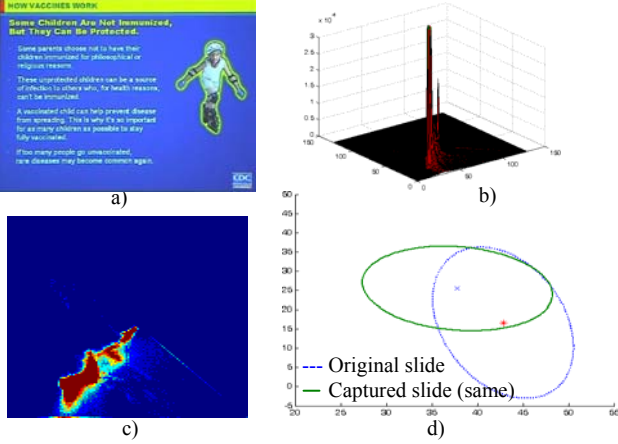 HOW VACCINES WORK
Some Children Are Not Immunized,
But They Can Be Protected.
Some parents choose not to have their
children immunized for philosophical or
religious reasons.
These unprotected children can be a source
of infection to others who, for health reasons,
can't be immunized.
A vaccinated child can help prevent disease
from spreading. This is why it's so important
for as many children as possible to stay
fully vaccinated.
If too many people go unvaccinated,
rare diseases may become common again.
CDC
a)
x 10
3.5
3
2.5
2
1.5
1
0.5
0
150
100
50
0
0
50
100
150
b)
c)
50
45
40
35
30
25
20
15
10
5
0
-5
20
25
30
35
40
45
50
55
Original slide
Captured slide (same)
d)